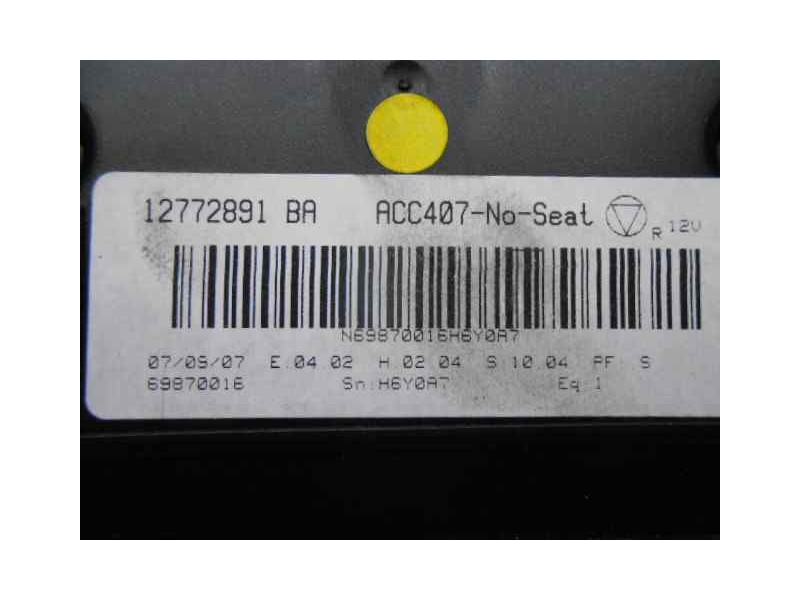 12772891 BA ACC407-No-Seat R 12V
N69870016H6Y0A7
07/09/07 E:04.02 H:02.04 S:10.04 PF: S
69870016 Sn:H6Y0A7 Eq:1